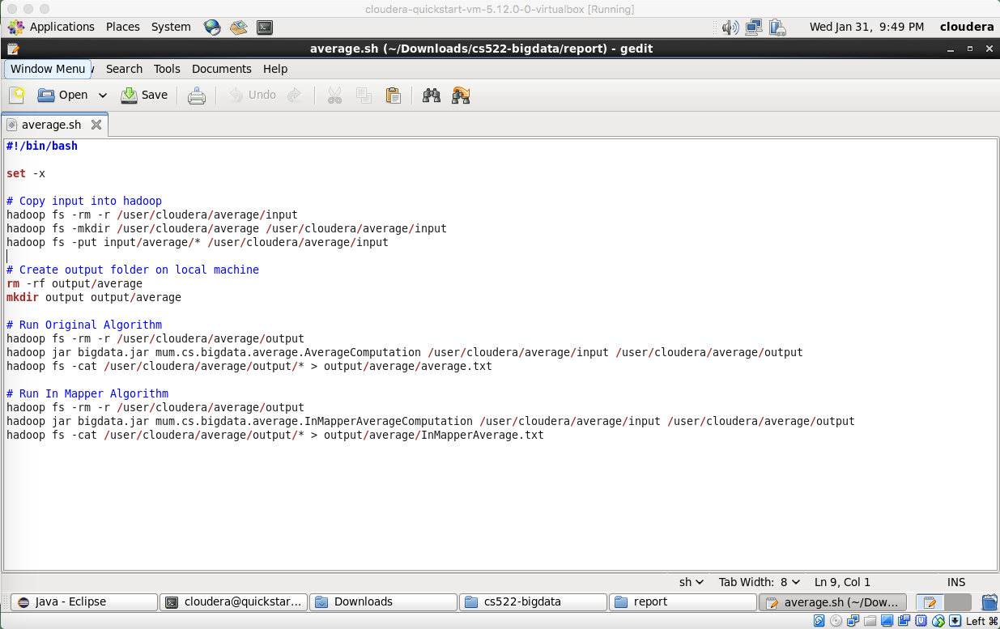 cloudera-quickstart-vm-5.12.0-0-virtualbox [Running]
Applications Places System Wed Jan 31, 9:49 PM cloudera
average.sh (~/Downloads/cs522-bigdata/report) - gedit
Window Menu Search Tools Documents Help
Open Save Undo
average.sh
#!/bin/bash
set -x
# Copy input into hadoop
hadoop fs -rm -r /user/cloudera/average/input
hadoop fs -mkdir /user/cloudera/average /user/cloudera/average/input
hadoop fs -put input/average/* /user/cloudera/average/input
# Create output folder on local machine
rm -rf output/average
mkdir output output/average
# Run Original Algorithm
hadoop fs -rm -r /user/cloudera/average/output
hadoop jar bigdata.jar mum.cs.bigdata.average.AverageComputation /user/cloudera/average/input /user/cloudera/average/output
hadoop fs -cat /user/cloudera/average/output/* > output/average/average.txt
# Run In Mapper Algorithm
hadoop fs -rm -r /user/cloudera/average/output
hadoop jar bigdata.jar mum.cs.bigdata.average.InMapperAverageComputation /user/cloudera/average/input /user/cloudera/average/output
hadoop fs -cat /user/cloudera/average/output/* > output/average/InMapperAverage.txt
sh Tab Width: 8 Ln 9, Col 1 INS
Java - Eclipse cloudera@quickstar... Downloads cs522-bigdata report average.sh (~/Dow...
Left ⌘